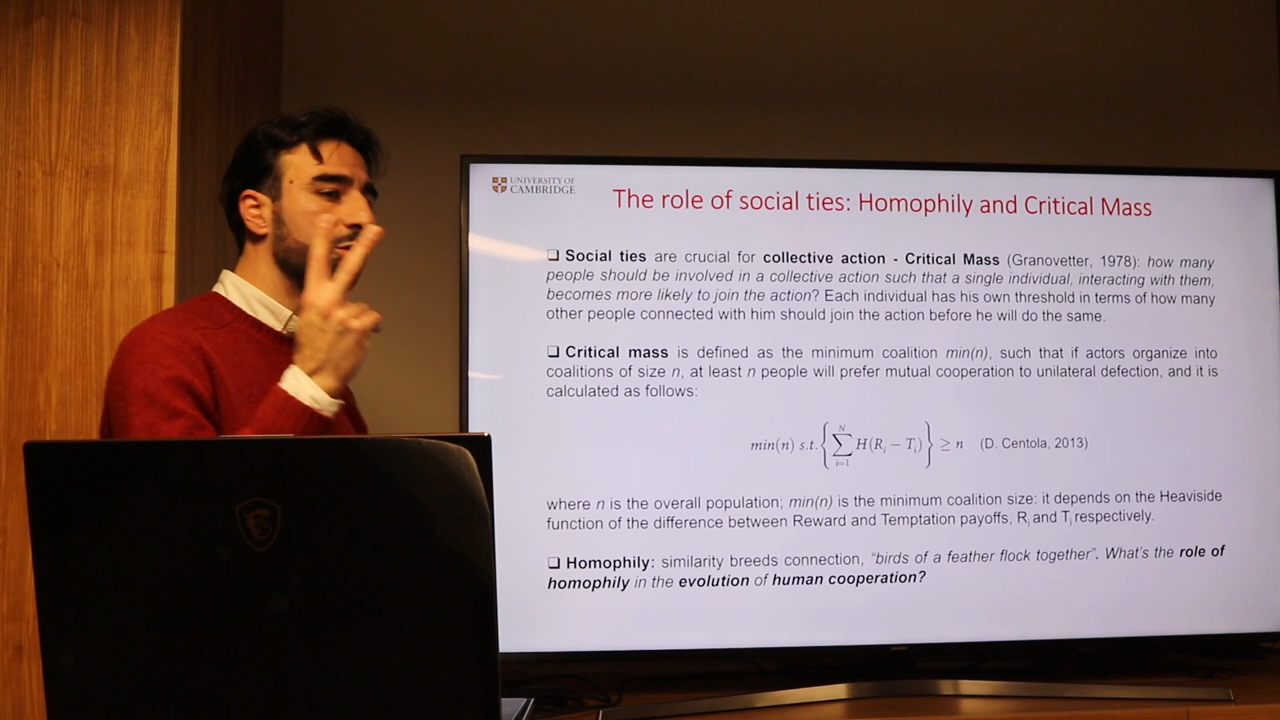 UNIVERSITY OF
CAMBRIDGE
The role of social ties: Homophily and Critical Mass
❑ Social ties are crucial for collective action - Critical Mass (Granovetter, 1978): how many
people should be involved in a collective action such that a single individual, interacting with them,
becomes more likely to join the action? Each individual has his own threshold in terms of how many
other people connected with him should join the action before he will do the same.
❑ Critical mass is defined as the minimum coalition min(n), such that if actors organize into
coalitions of size n, at least n people will prefer mutual cooperation to unilateral defection, and it is
calculated as follows:
min(n) s.t. {∑_{i=1}^{N} H(R_i − T_i)} ≥ n (D. Centola, 2013)
where n is the overall population; min(n) is the minimum coalition size: it depends on the Heaviside
function of the difference between Reward and Temptation payoffs, R_i and T_i respectively.
❑ Homophily: similarity breeds connection, “birds of a feather flock together”. What's the role of
homophily in the evolution of human cooperation?